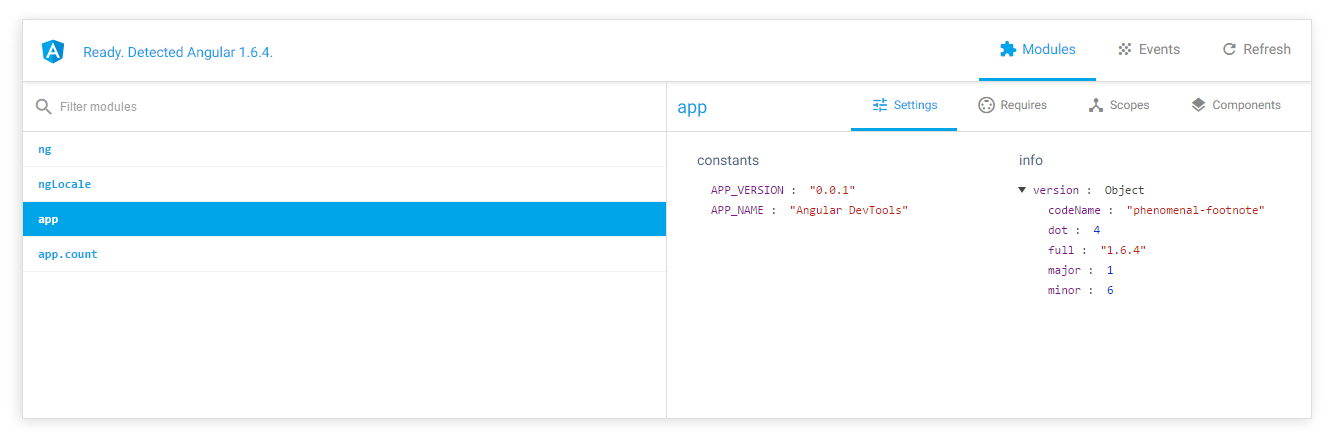 Ready. Detected Angular 1.6.4.
Modules
Events
Refresh
Filter modules
ng
ngLocale
app
app.count
app
Settings
Requires
Scopes
Components
constants
APP_VERSION : "0.0.1"
APP_NAME : "Angular DevTools"
info
version : Object
codeName : "phenomenal-footnote"
dot : 4
full : "1.6.4"
major : 1
minor : 6